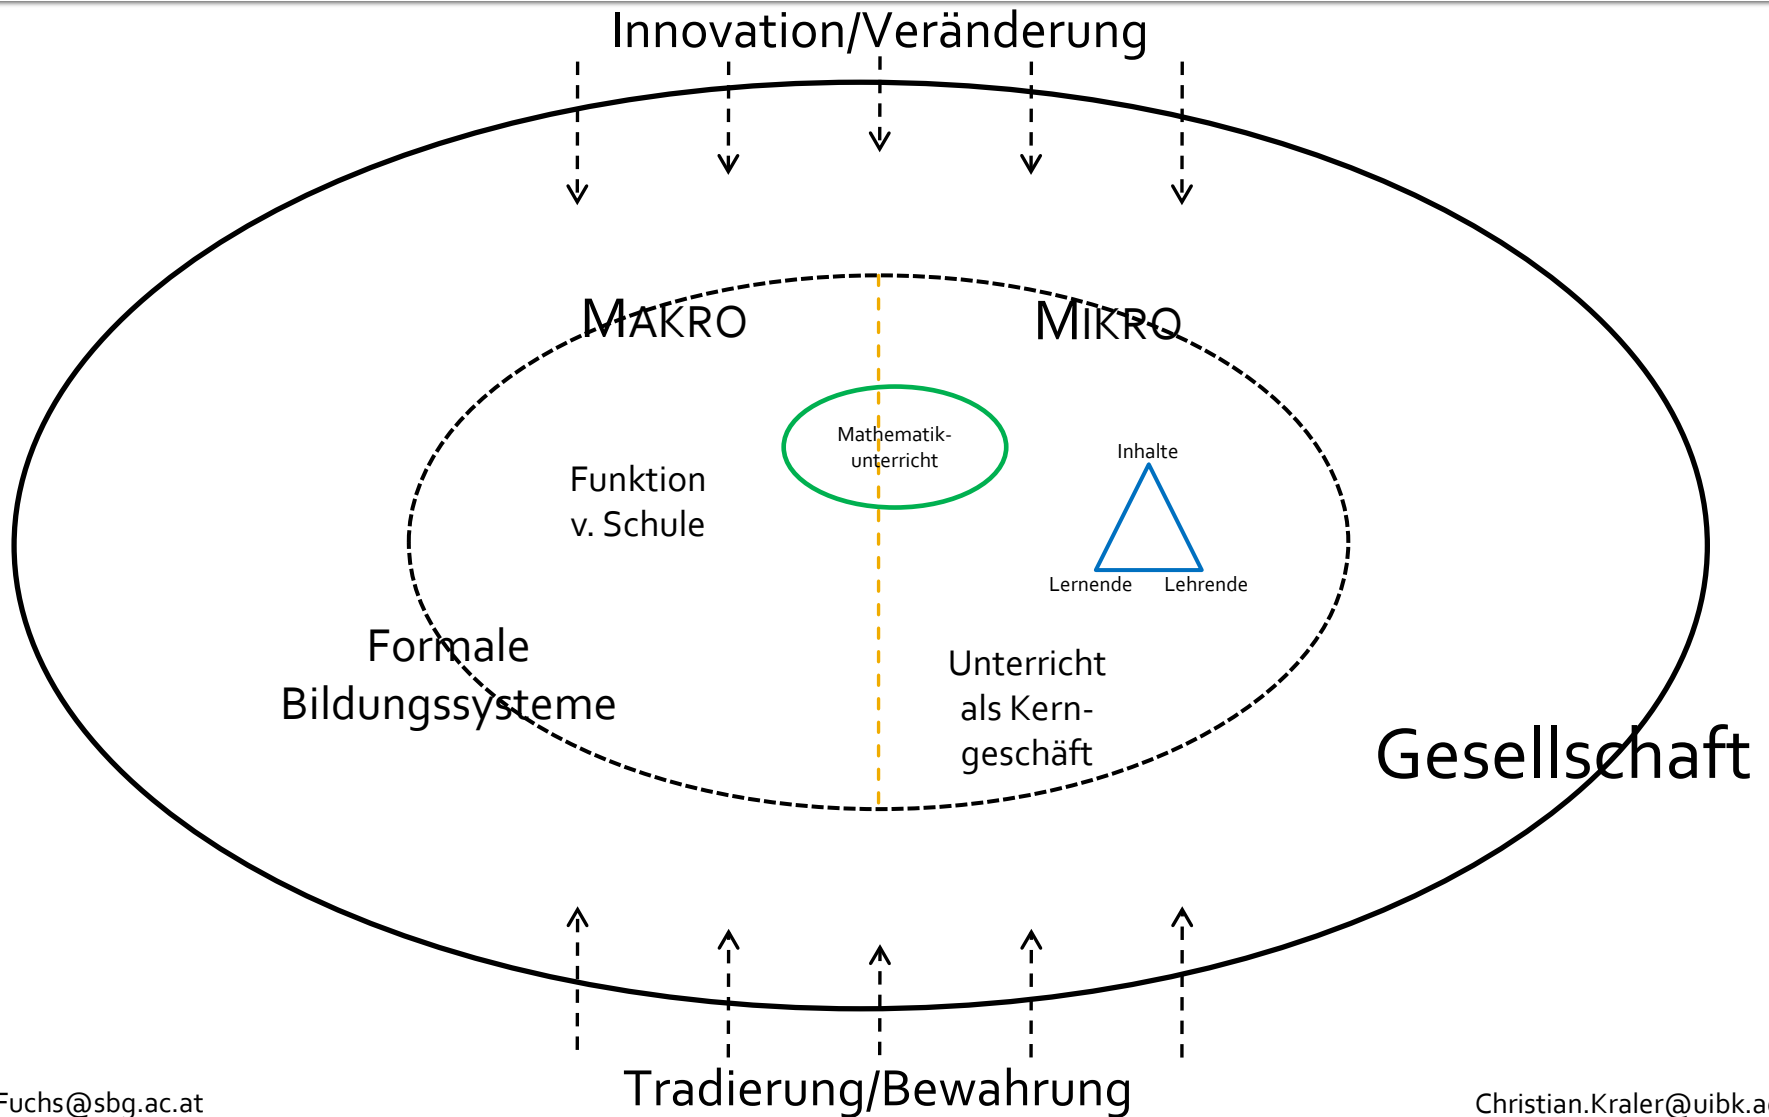 Innovation/Veränderung
MAKRO
MIKRO
Mathematik-
unterricht
Inhalte
Funktion
v. Schule
Lernende
Lehrende
Formale
Bildungssysteme
Unterricht
als Kern-
geschäft
Gesellschaft
Tradierung/Bewahrung
Fuchs@sbg.ac.at
Christian.Kraler@uibk.a